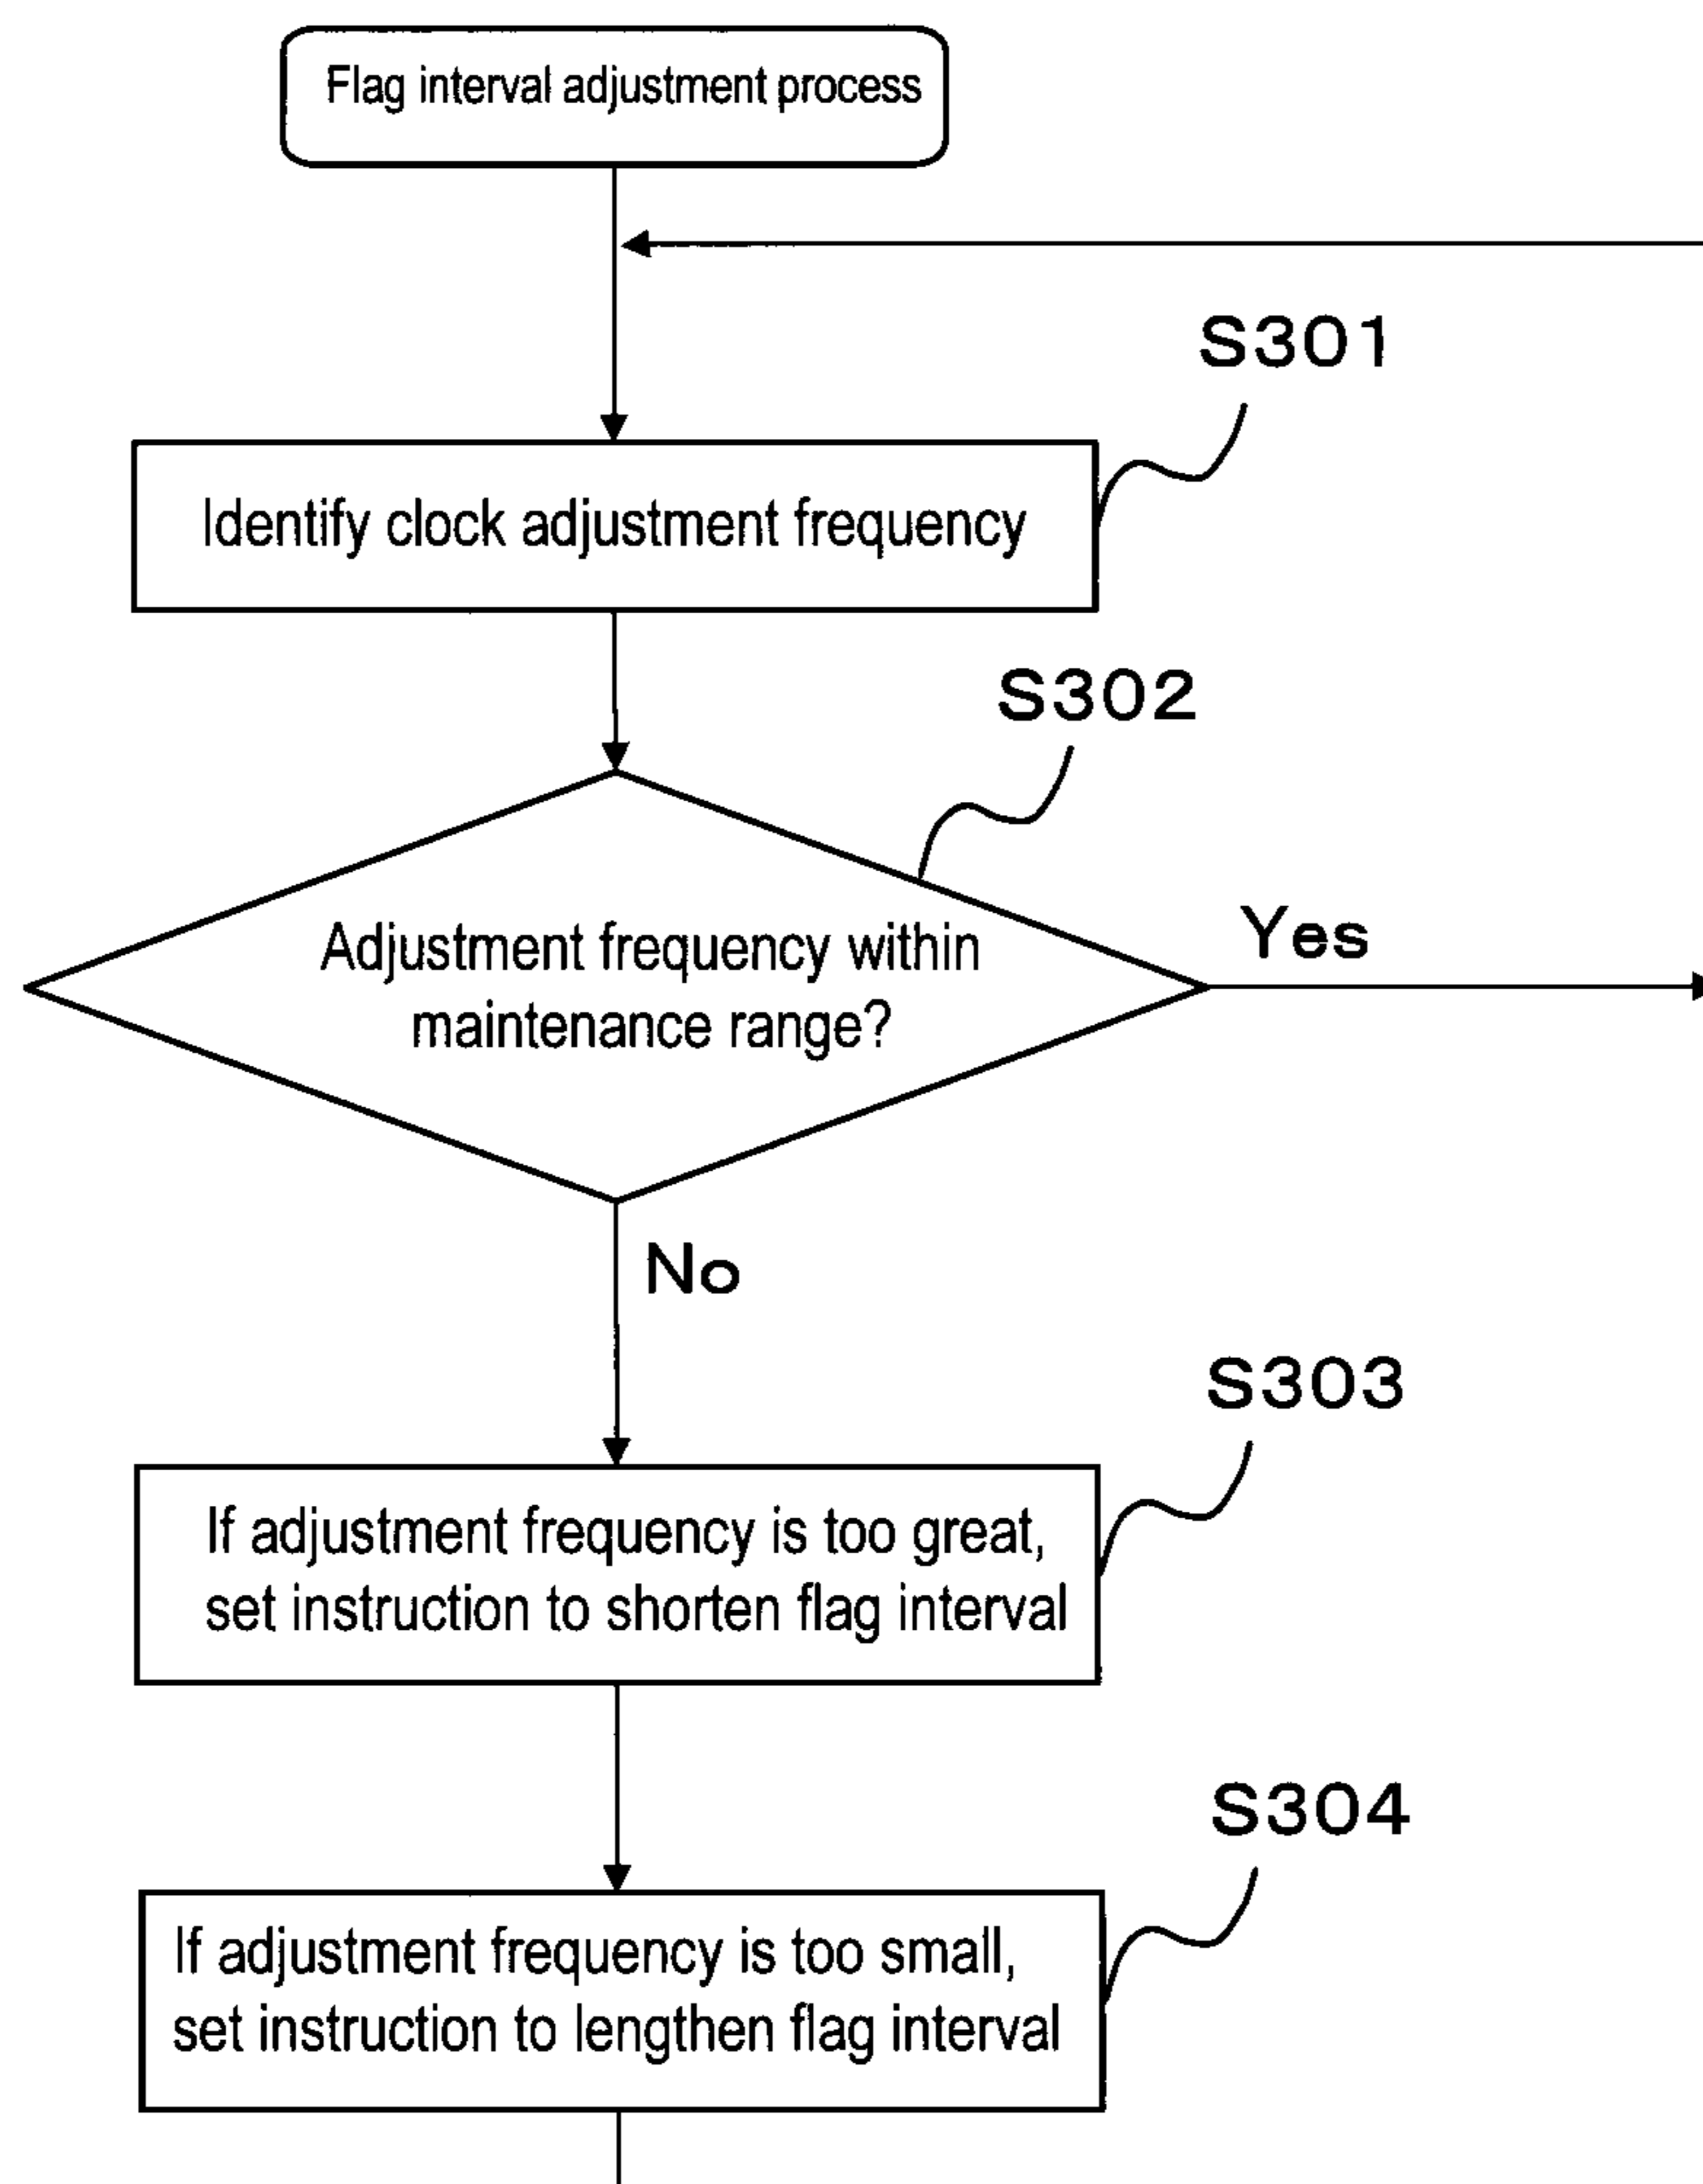 Flag interval adjustment process
S301
Identify clock adjustment frequency
S302
Adjustment frequency within
maintenance range?
Yes
No
S303
If adjustment frequency is too great,
set instruction to shorten flag interval
S304
If adjustment frequency is too small,
set instruction to lengthen flag interval